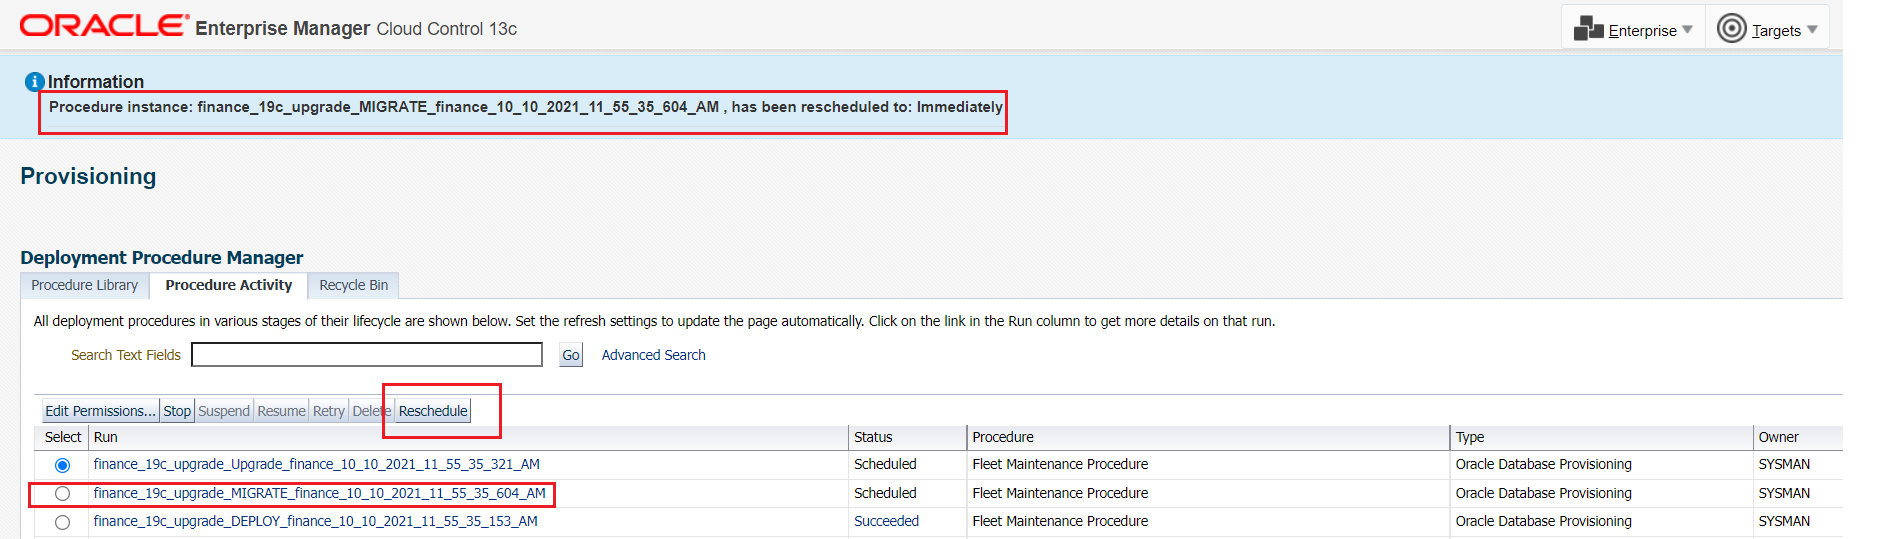 ORACLE Enterprise Manager Cloud Control 13c Enterprise Targets
Information
Procedure instance: finance_19c_upgrade_MIGRATE_finance_10_10_2021_11_55_35_604_AM , has been rescheduled to: Immediately
Provisioning
Deployment Procedure Manager
Procedure Library Procedure Activity Recycle Bin
All deployment procedures in various stages of their lifecycle are shown below. Set the refresh settings to update the page automatically. Click on the link in the Run column to get more details on that run.
Search Text Fields Go Advanced Search
Edit Permissions... Stop Suspend Resume Retry Delete Reschedule
Select Run Status Procedure Type Owner
finance_19c_upgrade_Upgrade_finance_10_10_2021_11_55_35_321_AM Scheduled Fleet Maintenance Procedure Oracle Database Provisioning SYSMAN
finance_19c_upgrade_MIGRATE_finance_10_10_2021_11_55_35_604_AM Scheduled Fleet Maintenance Procedure Oracle Database Provisioning SYSMAN
finance_19c_upgrade_DEPLOY_finance_10_10_2021_11_55_35_153_AM Succeeded Fleet Maintenance Procedure Oracle Database Provisioning SYSMAN